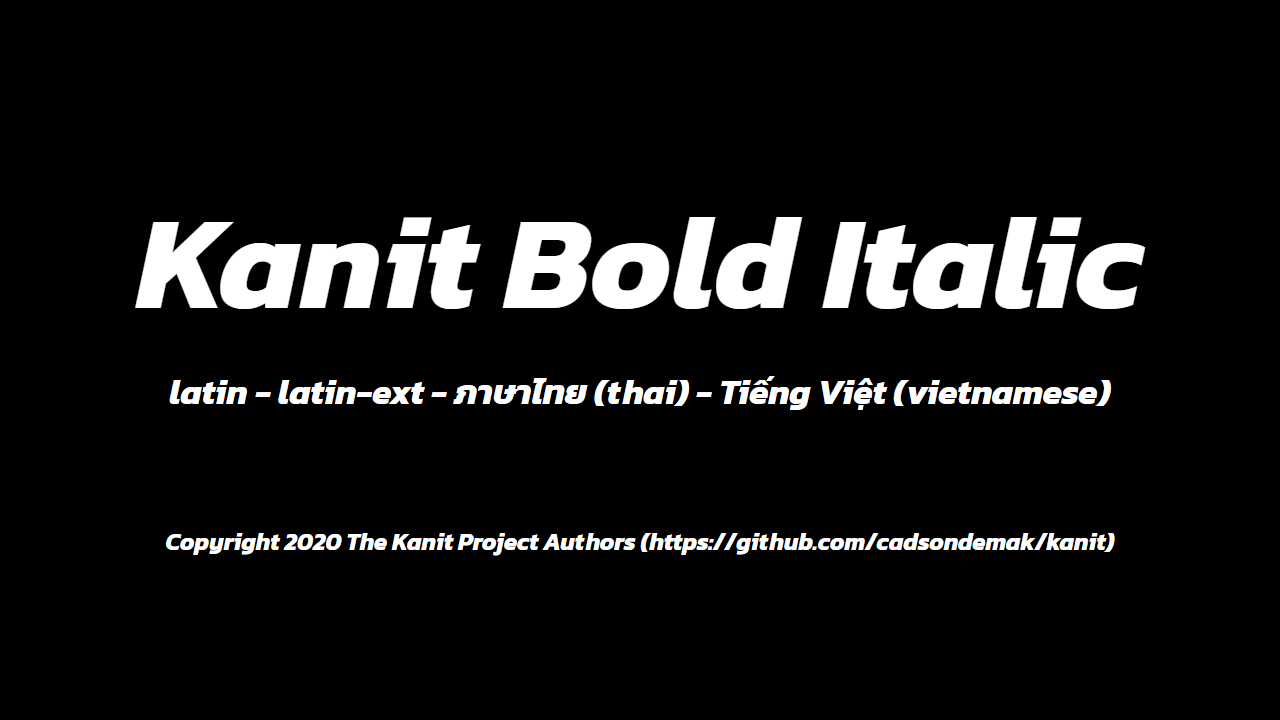 Kanit Bold Italic
latin - latin-ext - ภาษาไทย (thai) - Tiếng Việt (vietnamese)
Copyright 2020 The Kanit Project Authors (https://github.com/cadsondemak/kanit)